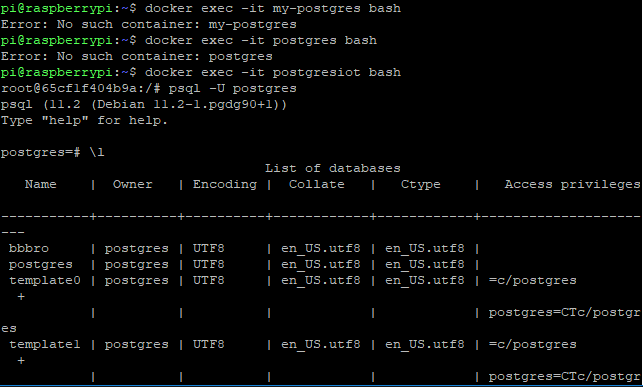 pi@raspberrypi:~$ docker exec -it my-postgres bash
Error: No such container: my-postgres
pi@raspberrypi:~$ docker exec -it postgres bash
Error: No such container: postgres
pi@raspberrypi:~$ docker exec -it postgresiot bash
root@65cf1f404b9a:/# psql -U postgres
psql (11.2 (Debian 11.2-1.pgdg90+1))
Type "help" for help.

postgres=# \l
                                 List of databases
   Name    |  Owner   | Encoding |  Collate   |   Ctype    |   Access privileges

-----------+----------+----------+------------+------------+--------------------
---
 bbbro     | postgres | UTF8     | en_US.utf8 | en_US.utf8 |
 postgres  | postgres | UTF8     | en_US.utf8 | en_US.utf8 |
 template0 | postgres | UTF8     | en_US.utf8 | en_US.utf8 | =c/postgres
  +
           |          |          |            |            | postgres=CTc/postgr
es
 template1 | postgres | UTF8     | en_US.utf8 | en_US.utf8 | =c/postgres
  +
           |          |          |            |            | postgres=CTc/postgr